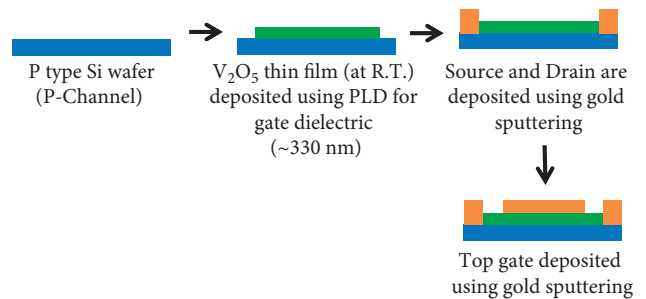 P type Si wafer
(P-Channel)
V₂O₅ thin film (at R.T.)
deposited using PLD for
gate dielectric
(~330 nm)
Source and Drain are
deposited using gold
sputtering
Top gate deposited
using gold sputtering